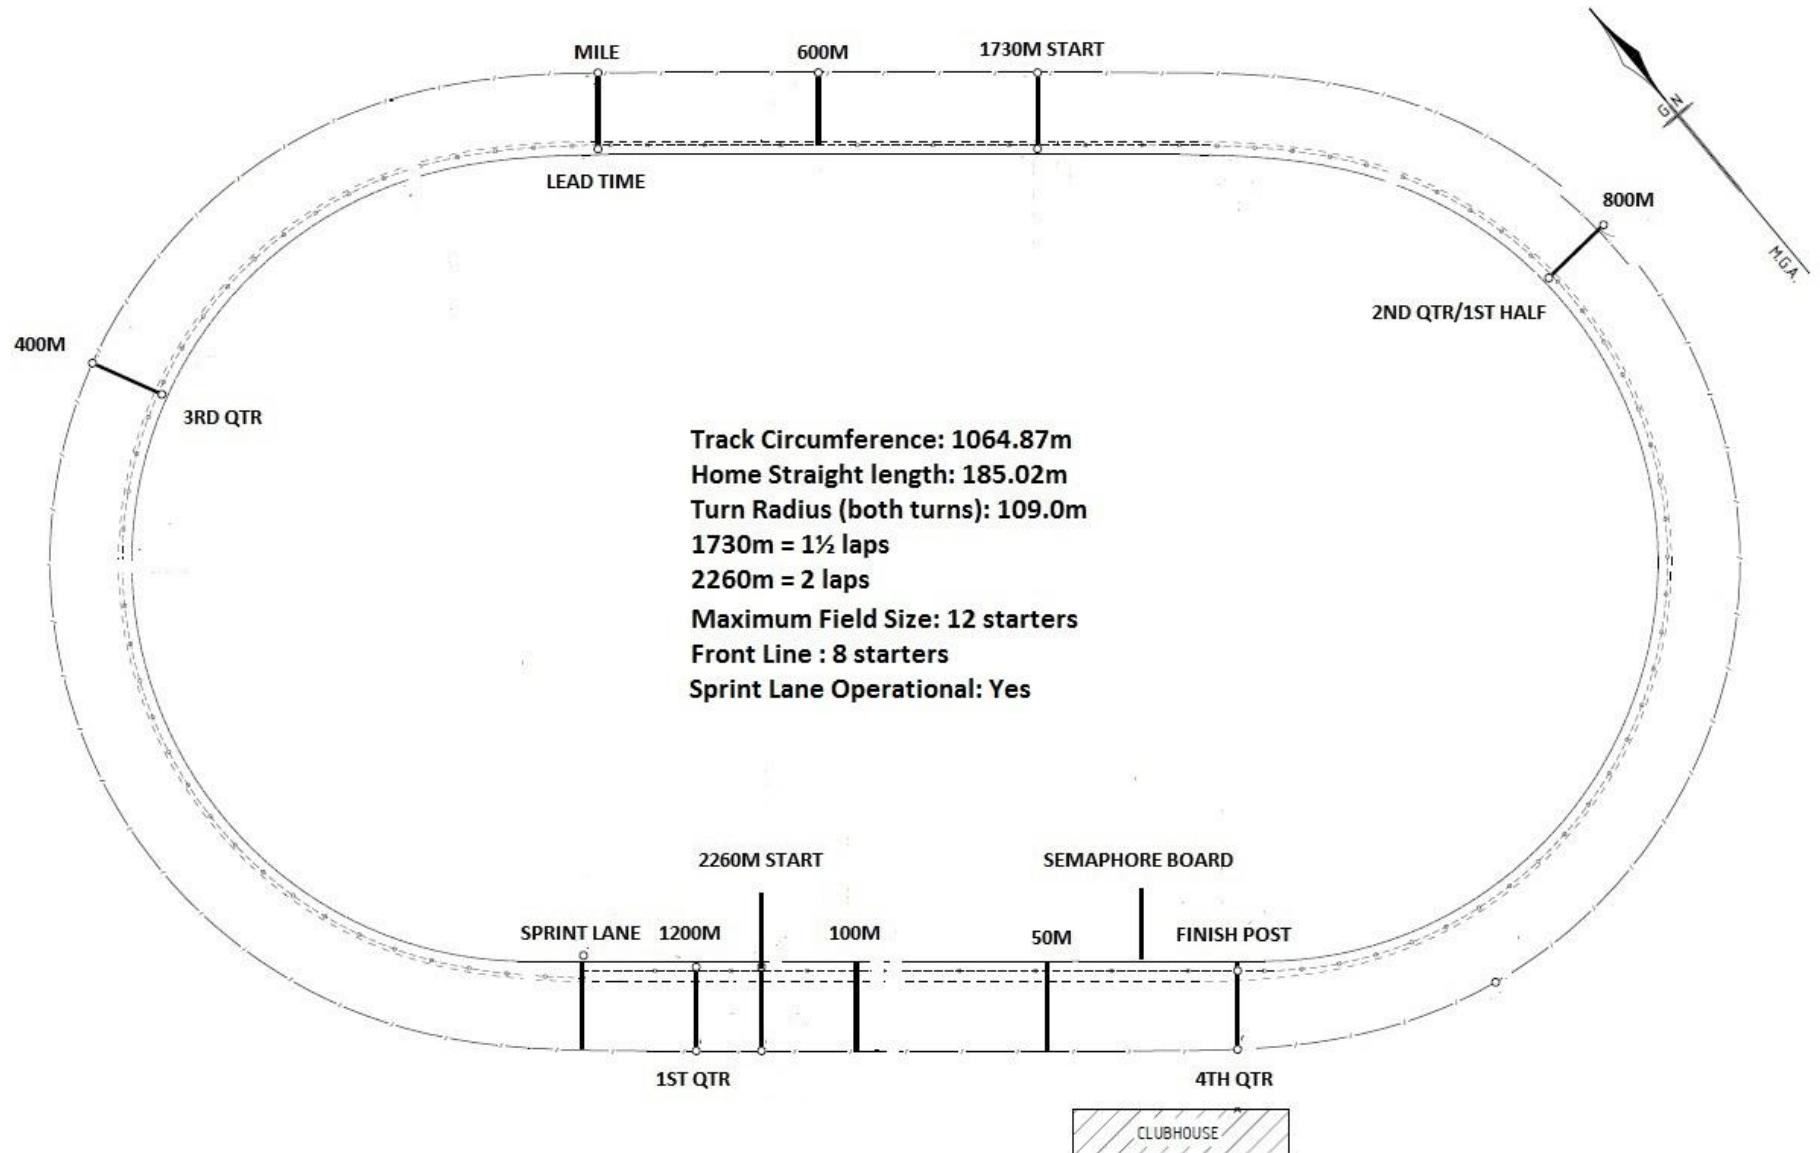 MILE
600M
1730M START
LEAD TIME
G
N
M.G.A.
800M
2ND QTR/1ST HALF
400M
3RD QTR
Track Circumference: 1064.87m
Home Straight length: 185.02m
Turn Radius (both turns): 109.0m
1730m = 1½ laps
2260m = 2 laps
Maximum Field Size: 12 starters
Front Line : 8 starters
Sprint Lane Operational: Yes
2260M START
SEMAPHORE BOARD
SPRINT LANE
1200M
100M
50M
FINISH POST
1ST QTR
4TH QTR
CLUBHOUSE